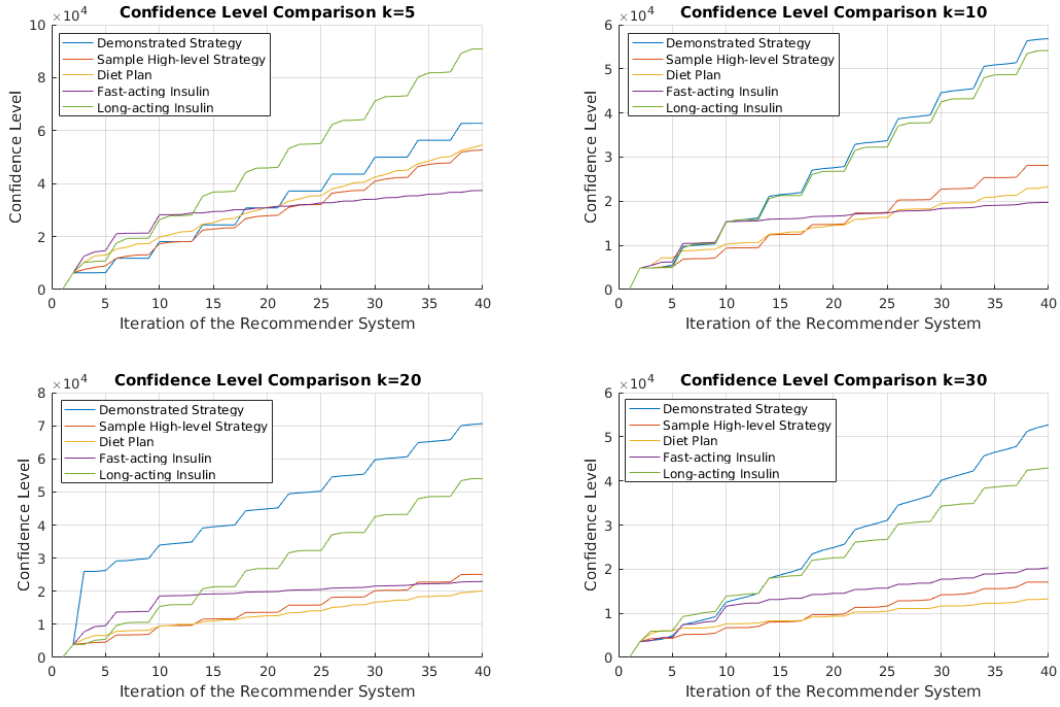 Confidence Level Comparison k=5
×10⁴
Demonstrated Strategy
Sample High-level Strategy
Diet Plan
Fast-acting Insulin
Long-acting Insulin
Confidence Level
10
8
6
4
2
0
0 5 10 15 20 25 30 35 40
Iteration of the Recommender System
Confidence Level Comparison k=10
×10⁴
Demonstrated Strategy
Sample High-level Strategy
Diet Plan
Fast-acting Insulin
Long-acting Insulin
Confidence Level
6
5
4
3
2
1
0
0 5 10 15 20 25 30 35 40
Iteration of the Recommender System
Confidence Level Comparison k=20
×10⁴
Demonstrated Strategy
Sample High-level Strategy
Diet Plan
Fast-acting Insulin
Long-acting Insulin
Confidence Level
8
7
6
5
4
3
2
1
0
0 5 10 15 20 25 30 35 40
Iteration of the Recommender System
Confidence Level Comparison k=30
×10⁴
Demonstrated Strategy
Sample High-level Strategy
Diet Plan
Fast-acting Insulin
Long-acting Insulin
Confidence Level
6
5
4
3
2
1
0
0 5 10 15 20 25 30 35 40
Iteration of the Recommender System